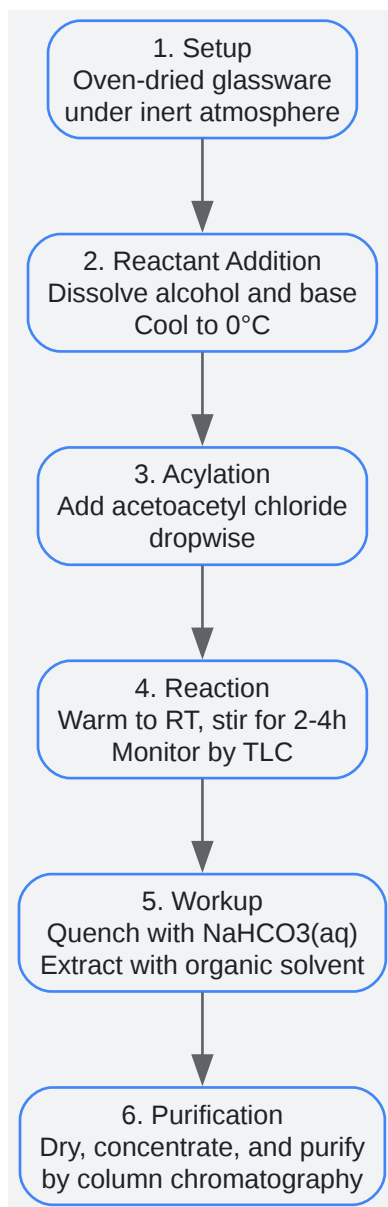 1. Setup
Oven-dried glassware
under inert atmosphere
2. Reactant Addition
Dissolve alcohol and base
Cool to 0°C
3. Acylation
Add acetoacetyl chloride
dropwise
4. Reaction
Warm to RT, stir for 2-4h
Monitor by TLC
5. Workup
Quench with NaHCO3(aq)
Extract with organic solvent
6. Purification
Dry, concentrate, and purify
by column chromatography